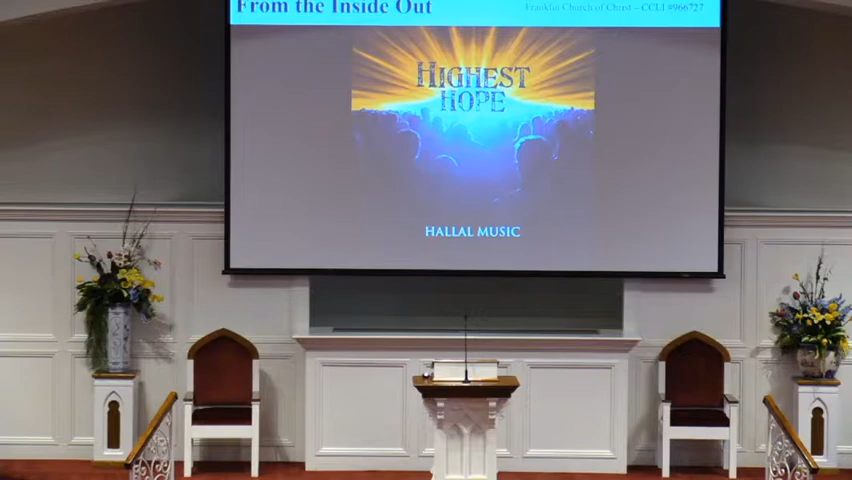 From the Inside Out
Franklin Church of Christ – CCLI #966727
HIGHEST
HOPE
HALLAL MUSIC